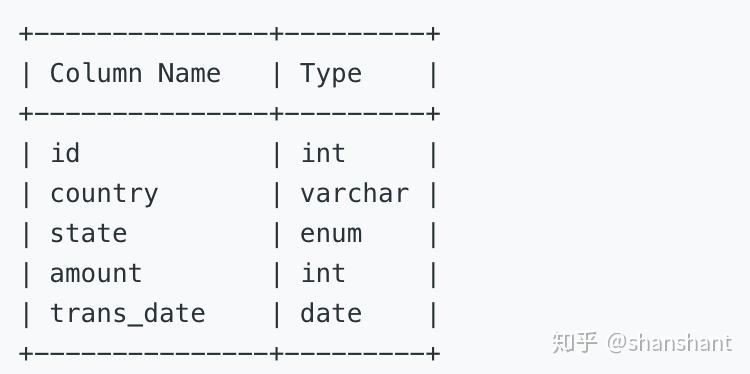 +---------------+---------+
| Column Name   | Type    |
+---------------+---------+
| id            | int     |
| country       | varchar |
| state         | enum    |
| amount        | int     |
| trans_date    | date    |
+---------------+---------+
知乎 @shanshant